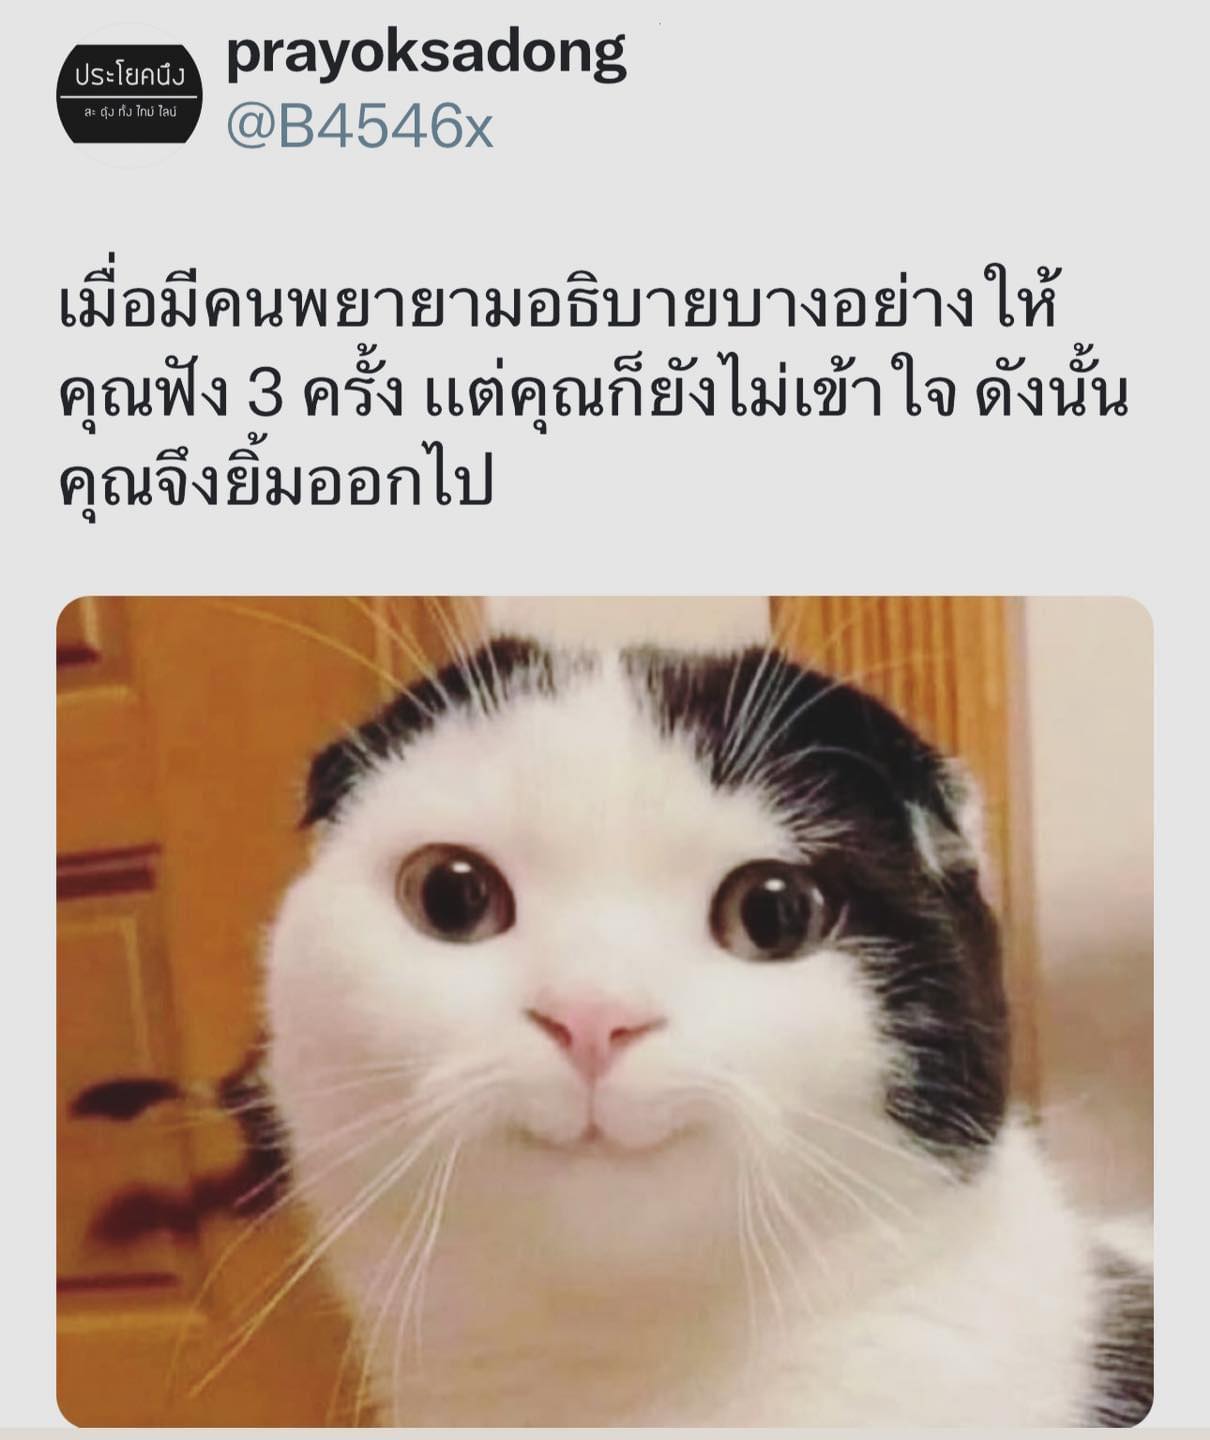 ประโยคนึง
สะ ดุ้ง ทั้ง ไทม์ ไลน์
prayoksadong
@B4546x
เมื่อมีคนพยายามอธิบายบางอย่างให้
คุณฟัง 3 ครั้ง แต่คุณก็ยังไม่เข้าใจ ดังนั้น
คุณจึงยิ้มออกไป